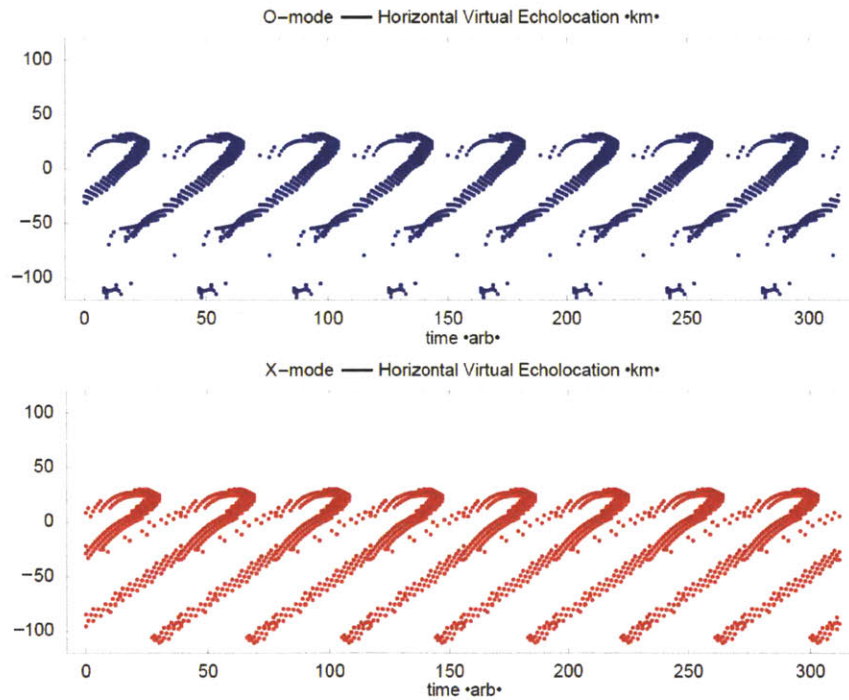 O−mode — Horizontal Virtual Echolocation •km•
100
50
0
−50
−100
0 50 100 150 200 250 300
time •arb•
X−mode — Horizontal Virtual Echolocation •km•
100
50
0
−50
−100
0 50 100 150 200 250 300
time •arb•